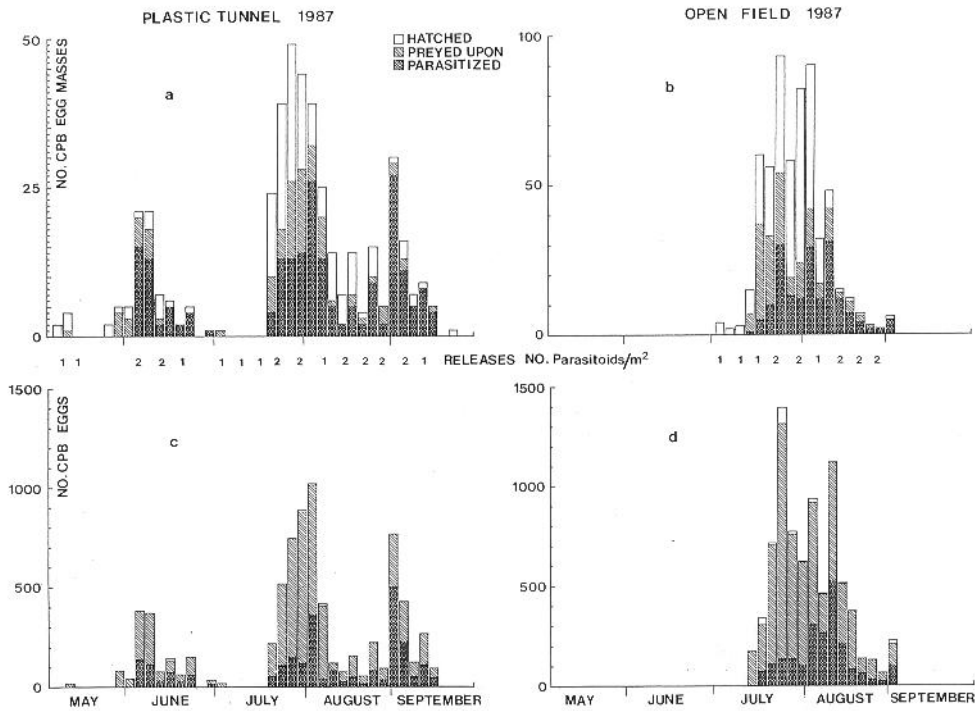 PLASTIC TUNNEL 1987
OPEN FIELD 1987
HATCHED
PREYED UPON
PARASITIZED
NO. CPB EGG MASSES
50
25
0
a
100
50
0
b
1 1 2 2 1 1 1 1 2 2 1 2 2 2 2 2 1 RELEASES NO. Parasitoids/m² 1 1 1 2 2 1 2 2 2
NO. CPB EGGS
1500
1000
500
0
c
1500
1000
500
0
d
MAY JUNE JULY AUGUST SEPTEMBER
MAY JUNE JULY AUGUST SEPTEMBER